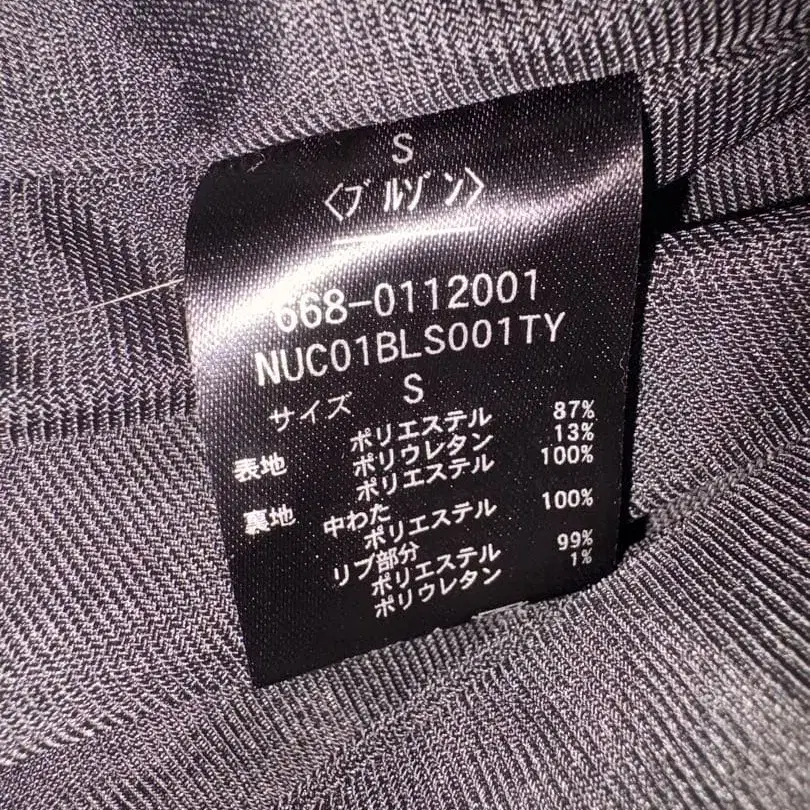 S
〈ブルゾン〉
668-0112001
NUC01BLS001TY
サイズ S
表地 ポリエステル 87%
ポリウレタン 13%
裏地 ポリエステル 100%
中わた
ポリエステル 100%
リブ部分
ポリエステル 99%
ポリウレタン 1%